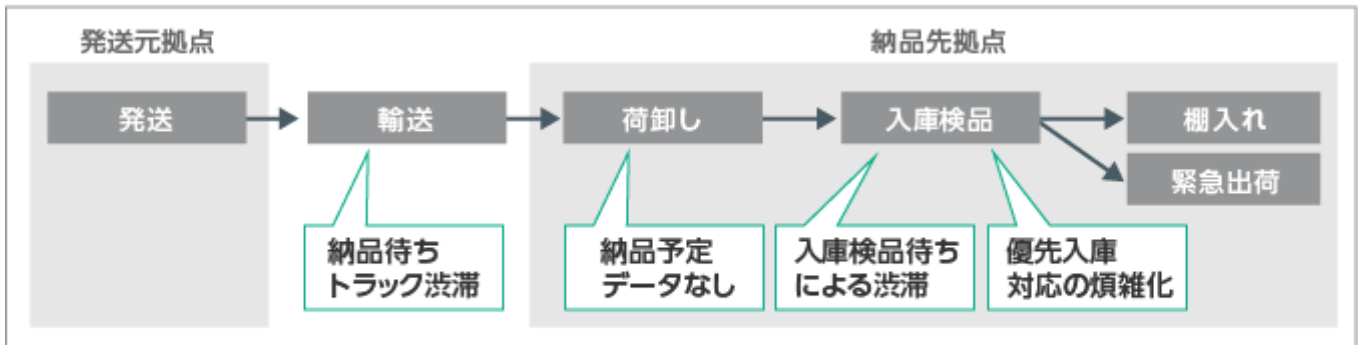 発送元拠点
納品先拠点
発送
輸送
荷卸し
入庫検品
棚入れ
緊急出荷
納品待ち
トラック渋滞
納品予定
データなし
入庫検品待ち
による渋滞
優先入庫
対応の煩雑化